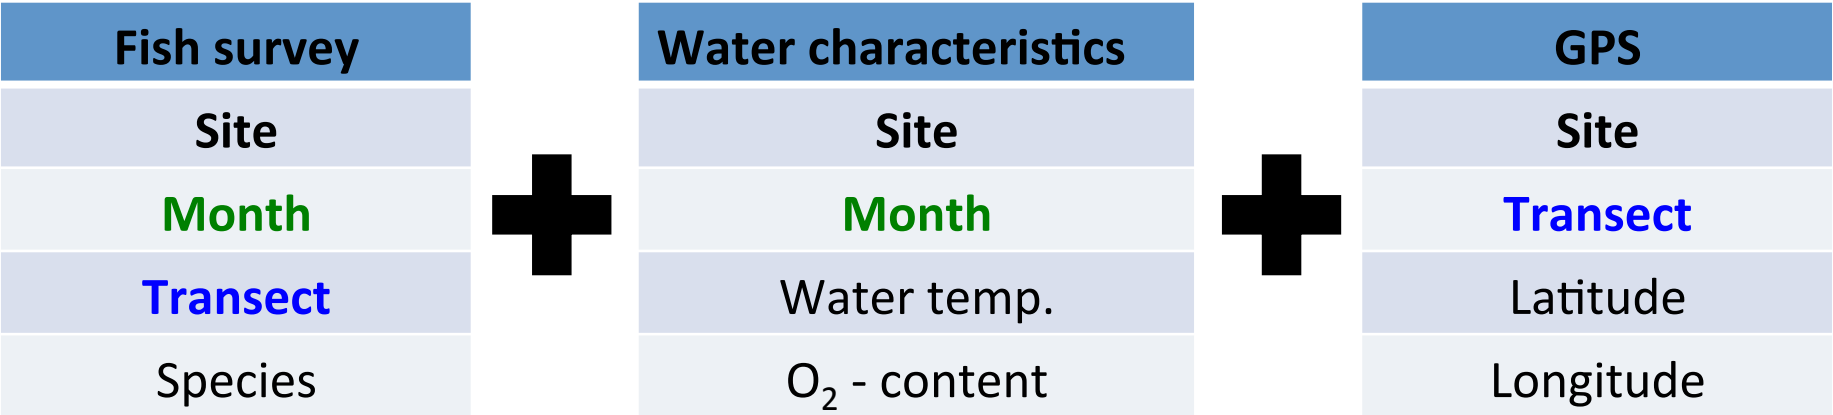 Fish survey
Site
Month
Transect
Species
Water characteristics
Site
Month
Water temp.
O₂ - content
GPS
Site
Transect
Latitude
Longitude